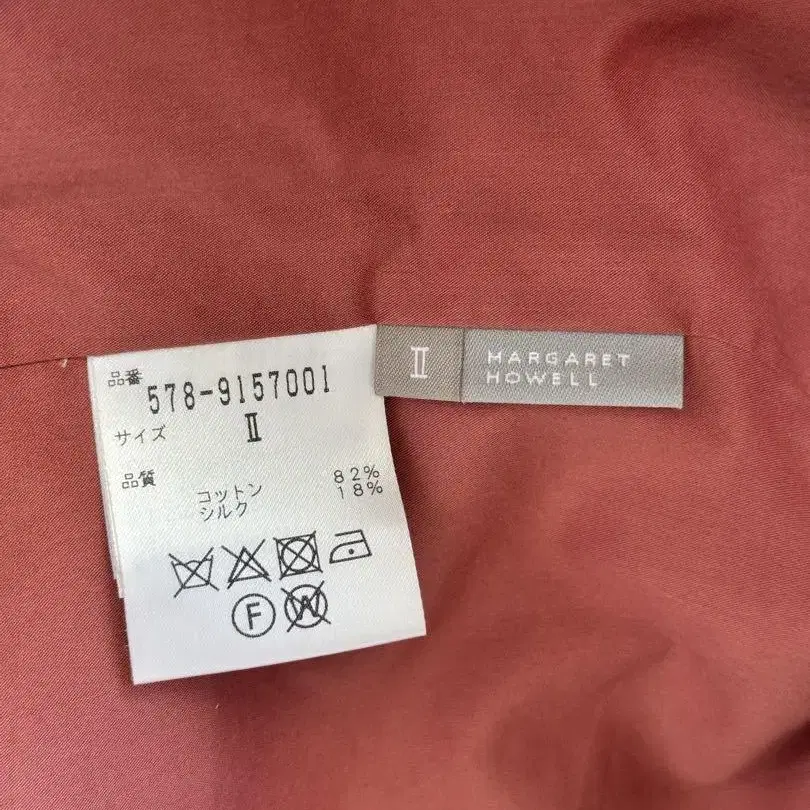 品番
578-9157001
サイズ Ⅱ
品質
コットン 82%
シルク 18%
F W
Ⅱ
MARGARET
HOWELL